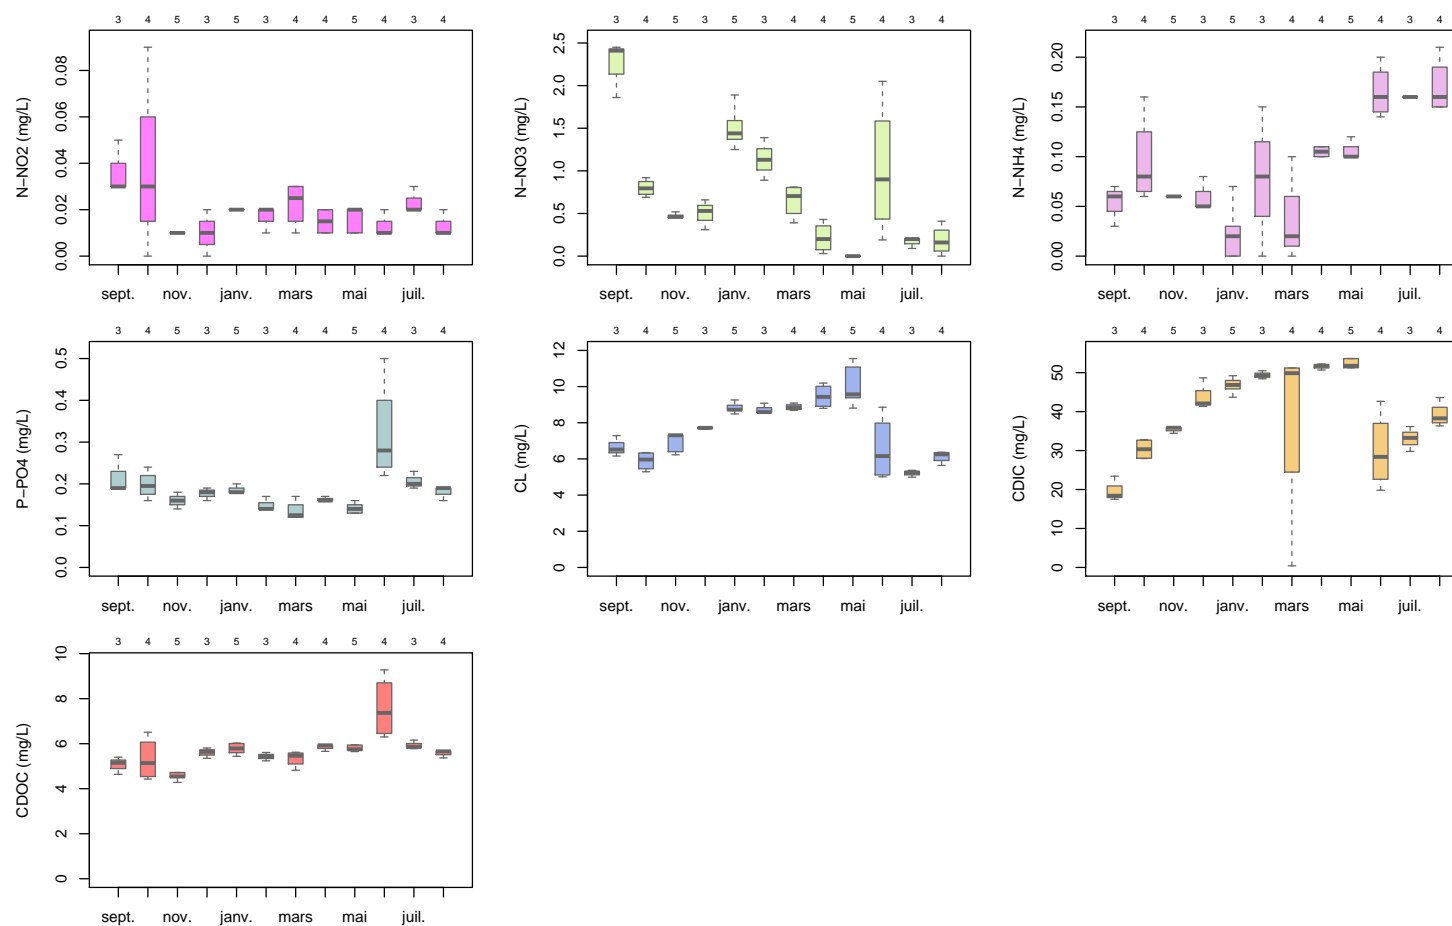 3 4 5 3 5 3 4 4 5 4 3 4
N−NO2 (mg/L)
0.00 0.02 0.04 0.06 0.08
sept. nov. janv. mars mai juil.
3 4 5 3 5 3 4 4 5 4 3 4
N−NO3 (mg/L)
0.0 0.5 1.0 1.5 2.0 2.5
sept. nov. janv. mars mai juil.
3 4 5 3 5 3 4 4 5 4 3 4
N−NH4 (mg/L)
0.00 0.05 0.10 0.15 0.20
sept. nov. janv. mars mai juil.
3 4 5 3 5 3 4 4 5 4 3 4
P−PO4 (mg/L)
0.0 0.1 0.2 0.3 0.4 0.5
sept. nov. janv. mars mai juil.
3 4 5 3 5 3 4 4 5 4 3 4
CL (mg/L)
0 2 4 6 8 10 12
sept. nov. janv. mars mai juil.
3 4 5 3 5 3 4 4 5 4 3 4
CDIC (mg/L)
0 10 20 30 40 50
sept. nov. janv. mars mai juil.
3 4 5 3 5 3 4 4 5 4 3 4
CDOC (mg/L)
0 2 4 6 8 10
sept. nov. janv. mars mai juil.